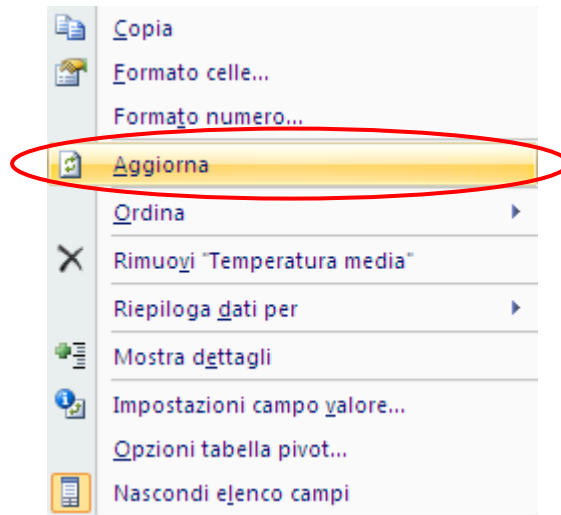 Copia
Formato celle...
Formato numero...
Aggiorna
Ordina
Rimuovi "Temperatura media"
Riepiloga dati per
Mostra dettagli
Impostazioni campo valore...
Opzioni tabella pivot...
Nascondi elenco campi